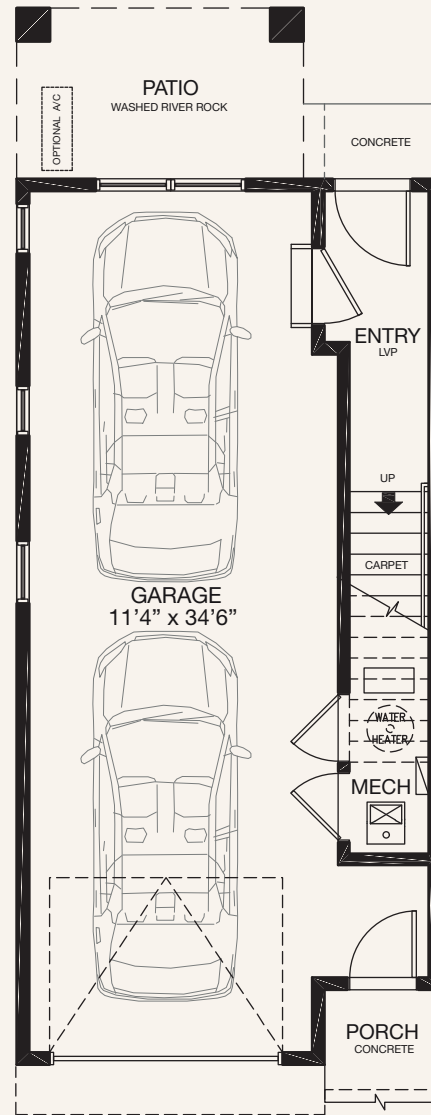 PATIO
WASHED RIVER ROCK
OPTIONAL A/C
CONCRETE
ENTRY
LVP
UP
CARPET
GARAGE
11’4” x 34’6”
WATER
HEATER
MECH
PORCH
CONCRETE